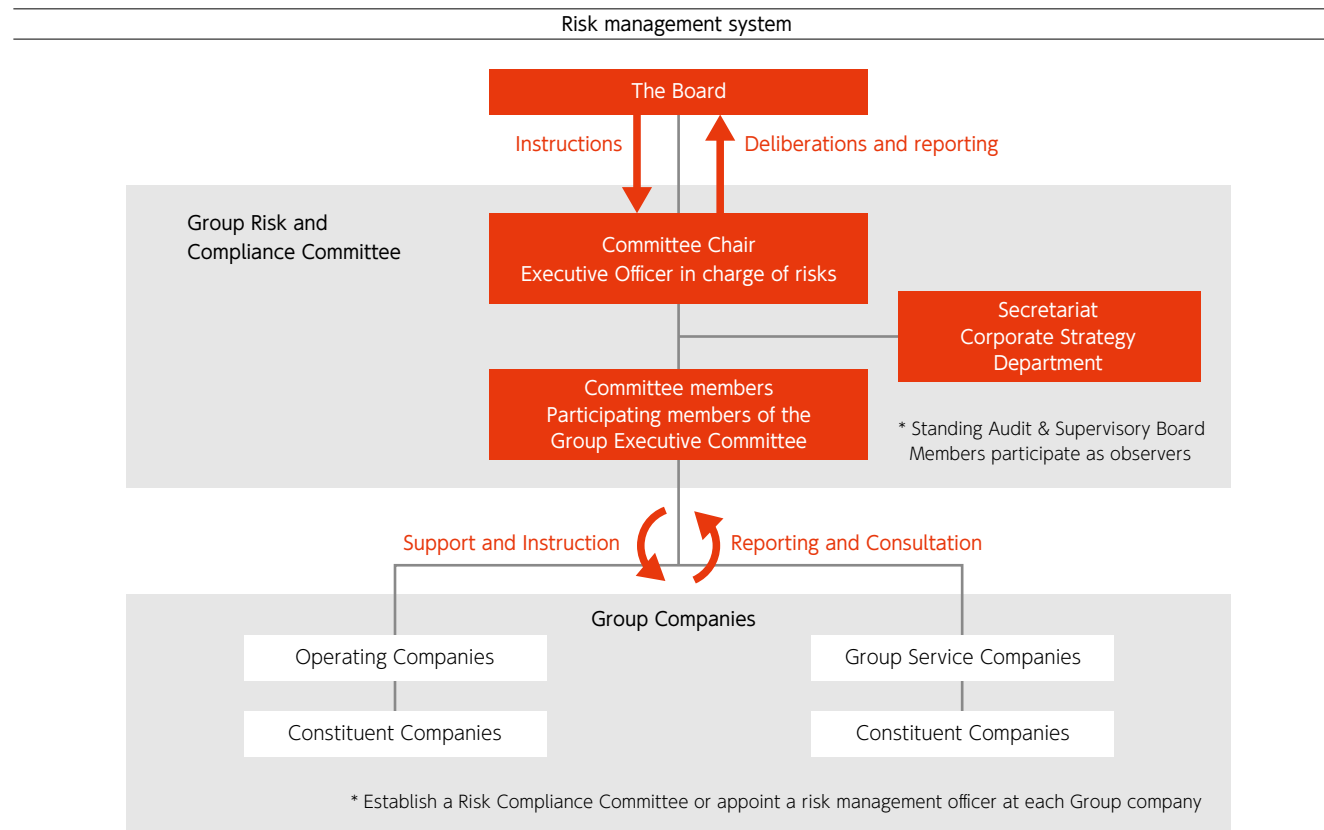 Risk management system
The Board
Instructions
Deliberations and reporting
Group Risk and
Compliance Committee
Committee Chair
Executive Officer in charge of risks
Secretariat
Corporate Strategy
Department
Committee members
Participating members of the
Group Executive Committee
* Standing Audit & Supervisory Board
Members participate as observers
Support and Instruction
Reporting and Consultation
Group Companies
Operating Companies
Group Service Companies
Constituent Companies
Constituent Companies
* Establish a Risk Compliance Committee or appoint a risk management officer at each Group company